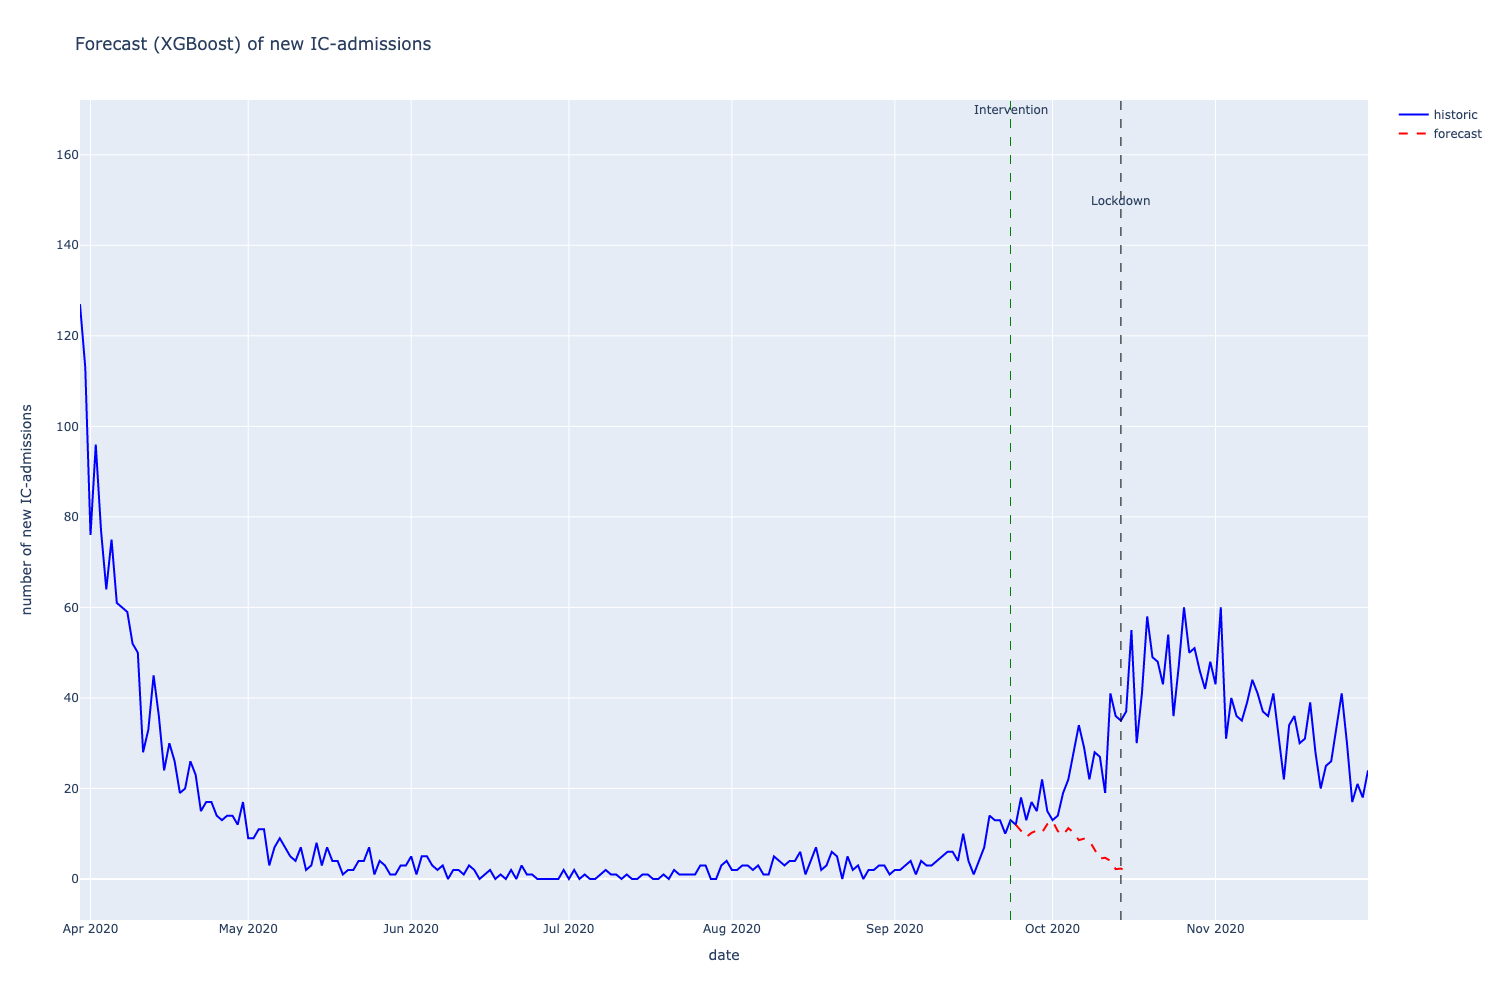 Forecast (XGBoost) of new IC-admissions
Intervention
historic
forecast
Lockdown
160
140
120
100
80
60
40
20
0
number of new IC-admissions
Apr 2020
May 2020
Jun 2020
Jul 2020
Aug 2020
Sep 2020
Oct 2020
Nov 2020
date